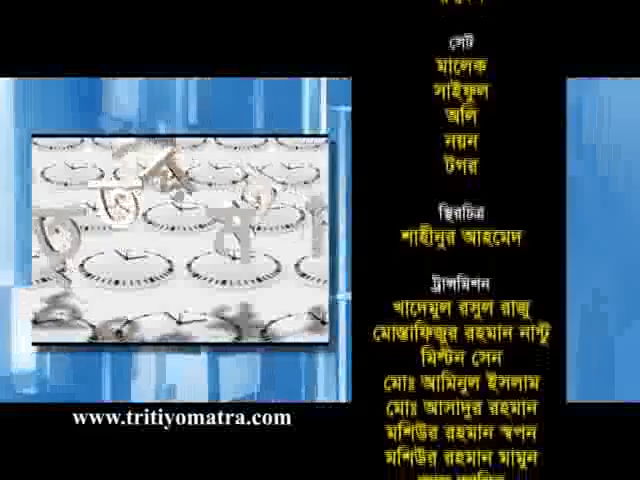 সেট
মালেক
সাইফুল
অলি
নয়ন
টগর
স্থিরচিত্র
শাহীনুর আহমেদ
ট্রান্সমিশন
খাদেমুল রসুল রাজু
মোস্তাফিজুর রহমান নান্টু
মিল্টন সেন
মোঃ আমিনুল ইসলাম
মোঃ আসাদুর রহমান
মশিউর রহমান স্বপন
মশিউর রহমান মামুন
www.tritiyomatra.com